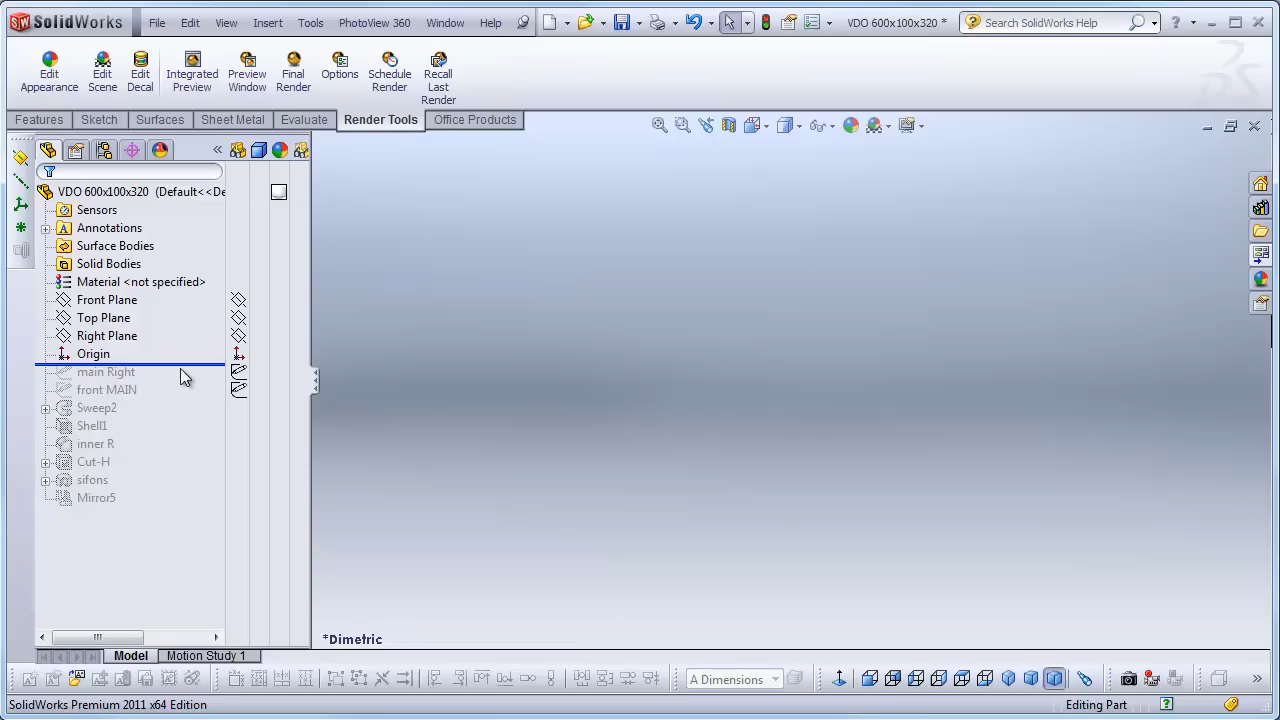 SolidWorks
File Edit View Insert Tools PhotoView 360 Window Help
VDO 600x100x320 *
Search SolidWorks Help
Edit Appearance
Edit Scene
Edit Decal
Integrated Preview
Preview Window
Final Render
Options
Schedule Render
Recall Last Render
Features Sketch Surfaces Sheet Metal Evaluate Render Tools Office Products
VDO 600x100x320 (Default<<De
Sensors
Annotations
Surface Bodies
Solid Bodies
Material <not specified>
Front Plane
Top Plane
Right Plane
Origin
main Right
front MAIN
Sweep2
Shell1
inner R
Cut-H
sifons
Mirror5
*Dimetric
Model Motion Study 1
A Dimensions
SolidWorks Premium 2011 x64 Edition
Editing Part